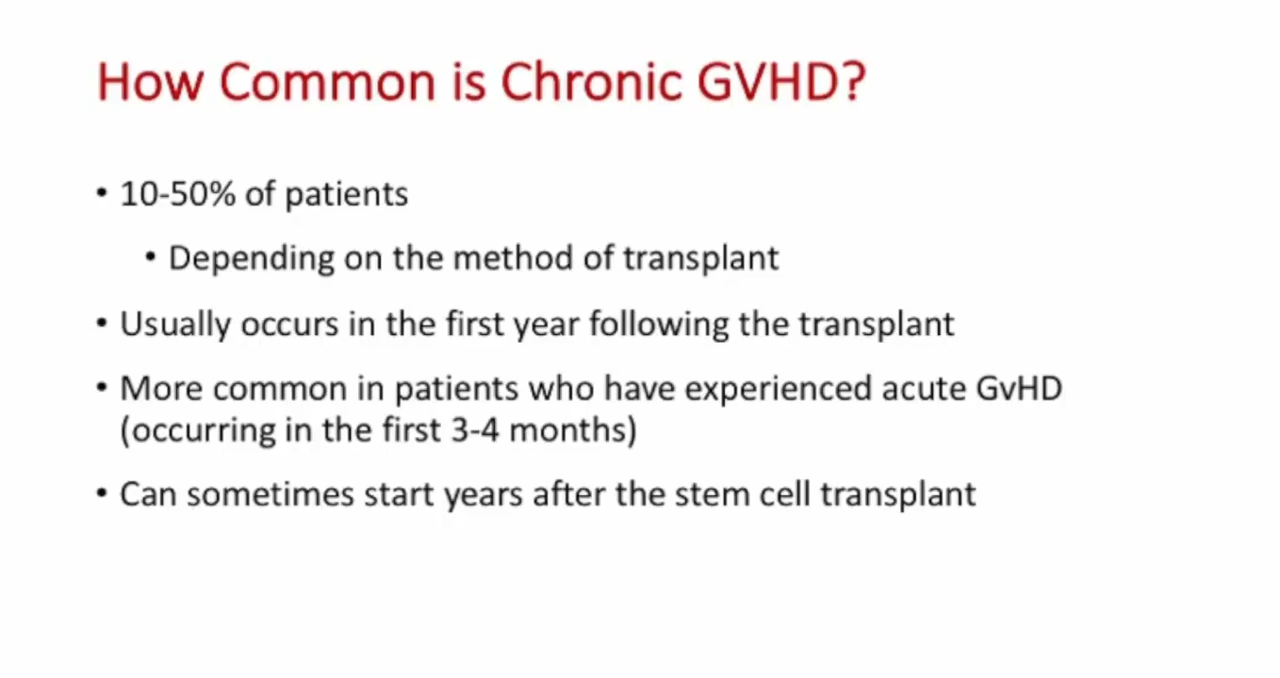 How Common is Chronic GVHD?
• 10-50% of patients
• Depending on the method of transplant
• Usually occurs in the first year following the transplant
• More common in patients who have experienced acute GvHD
(occurring in the first 3-4 months)
• Can sometimes start years after the stem cell transplant